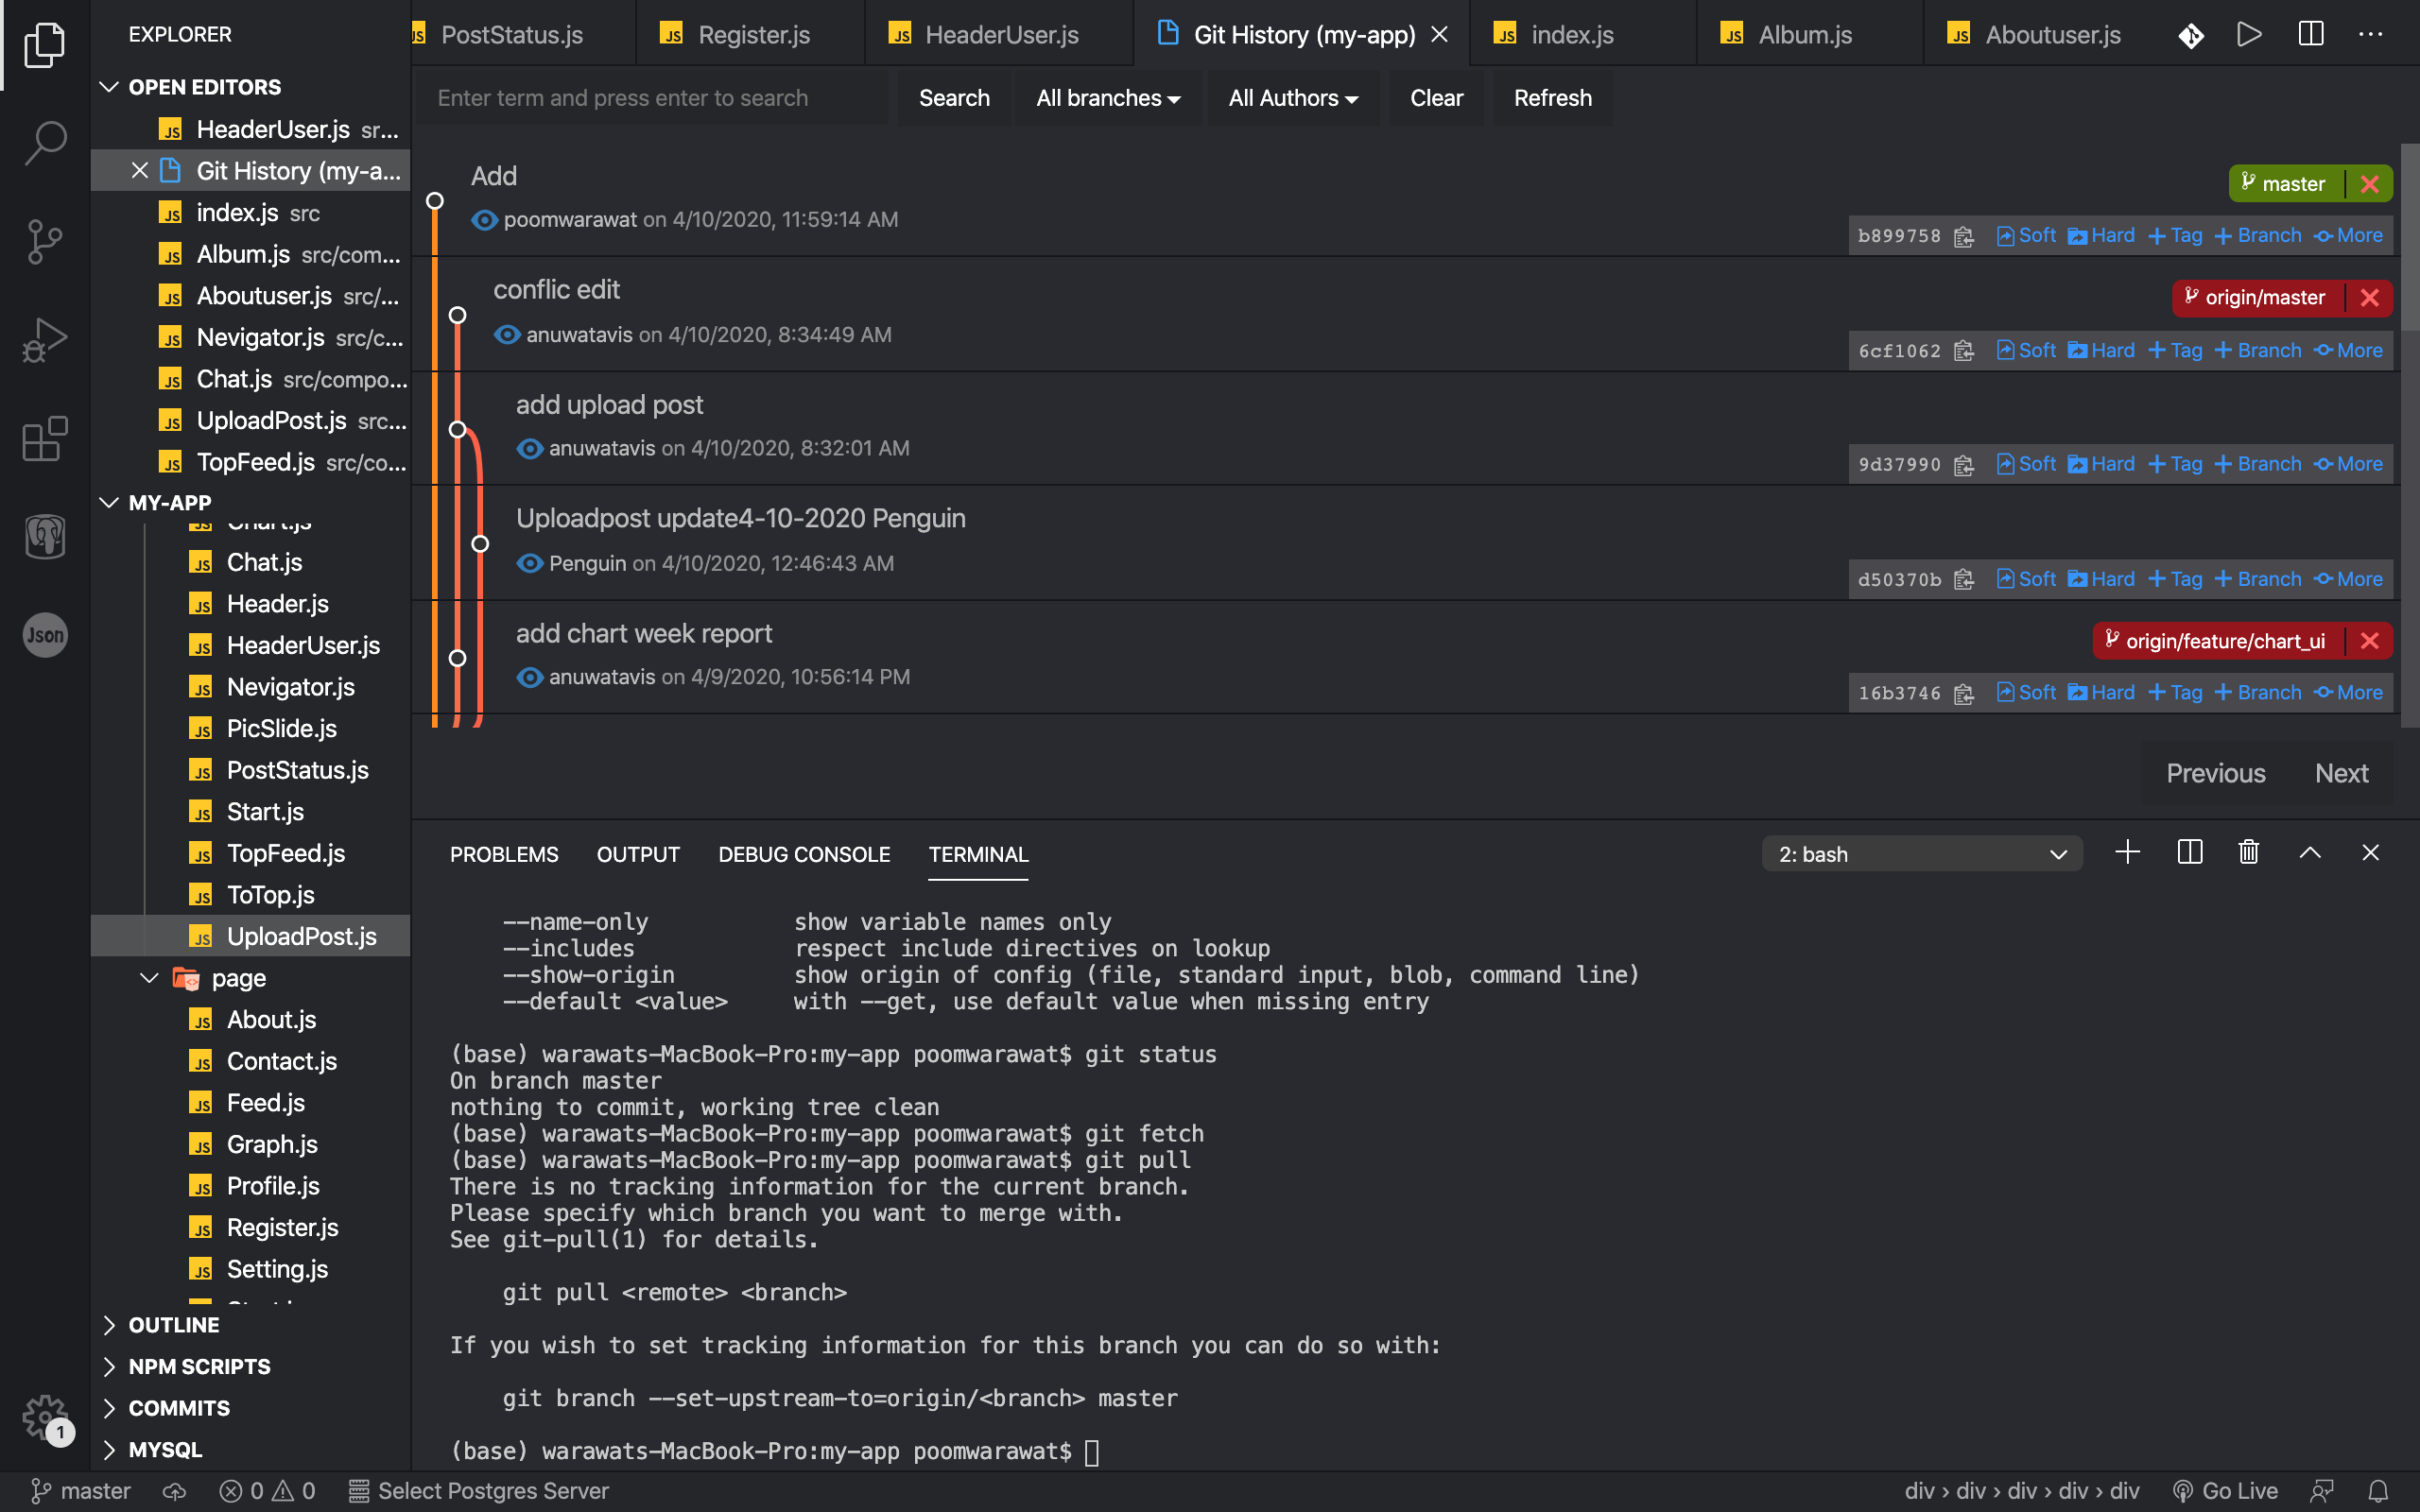 EXPLORER
OPEN EDITORS
HeaderUser.js src...
Git History (my-a...
index.js src
Album.js src/com...
Aboutuser.js src/...
Nevigator.js src/c...
Chat.js src/compo...
UploadPost.js src...
TopFeed.js src/co...
MY-APP
Chart.js
Chat.js
Header.js
HeaderUser.js
Nevigator.js
PicSlide.js
PostStatus.js
Start.js
TopFeed.js
ToTop.js
UploadPost.js
page
About.js
Contact.js
Feed.js
Graph.js
Profile.js
Register.js
Setting.js
OUTLINE
NPM SCRIPTS
COMMITS
MYSQL
Json
1
PostStatus.js
Register.js
HeaderUser.js
Git History (my-app)
index.js
Album.js
Aboutuser.js
Enter term and press enter to search
Search
All branches
All Authors
Clear
Refresh
Add
master
poomwarawat on 4/10/2020, 11:59:14 AM
b899758 Soft Hard Tag Branch More
conflic edit
origin/master
anuwatavis on 4/10/2020, 8:34:49 AM
6cf1062 Soft Hard Tag Branch More
add upload post
anuwatavis on 4/10/2020, 8:32:01 AM
9d37990 Soft Hard Tag Branch More
Uploadpost update4-10-2020 Penguin
Penguin on 4/10/2020, 12:46:43 AM
d50370b Soft Hard Tag Branch More
add chart week report
origin/feature/chart_ui
anuwatavis on 4/9/2020, 10:56:14 PM
16b3746 Soft Hard Tag Branch More
Previous
Next
PROBLEMS
OUTPUT
DEBUG CONSOLE
TERMINAL
2: bash
--name-only show variable names only
--includes respect include directives on lookup
--show-origin show origin of config (file, standard input, blob, command line)
--default <value> with --get, use default value when missing entry
(base) warawats-MacBook-Pro:my-app poomwarawat$ git status
On branch master
nothing to commit, working tree clean
(base) warawats-MacBook-Pro:my-app poomwarawat$ git fetch
(base) warawats-MacBook-Pro:my-app poomwarawat$ git pull
There is no tracking information for the current branch.
Please specify which branch you want to merge with.
See git-pull(1) for details.
git pull <remote> <branch>
If you wish to set tracking information for this branch you can do so with:
git branch --set-upstream-to=origin/<branch> master
(base) warawats-MacBook-Pro:my-app poomwarawat$
master
0
0
Select Postgres Server
div › div › div › div › div
Go Live